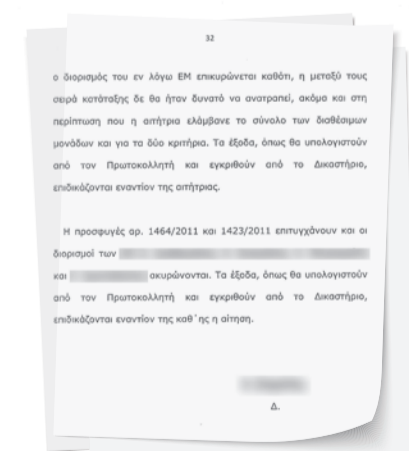 32
ο διορισμός του εν λόγω ΕΜ επικυρώνεται καθότι, η μεταξύ τους
σειρά κατάταξης δε θα ήταν δυνατό να ανατραπεί, ακόμα και στη
περίπτωση που η αιτήτρια ελάμβανε το σύνολο των διαθέσιμων
μονάδων και για τα δύο κριτήρια. Τα έξοδα, όπως θα υπολογιστούν
από τον Πρωτοκολλητή και εγκριθούν από το Δικαστήριο,
επιδικάζονται εναντίον της αιτήτριας.
Η προσφυγές αρ. 1464/2011 και 1423/2011 επιτυγχάνουν και οι
διορισμοί των
και ακυρώνονται. Τα έξοδα, όπως θα υπολογιστούν
από τον Πρωτοκολλητή και εγκριθούν από το Δικαστήριο,
επιδικάζονται εναντίον της καθ΄ης η αίτηση.
Δ.